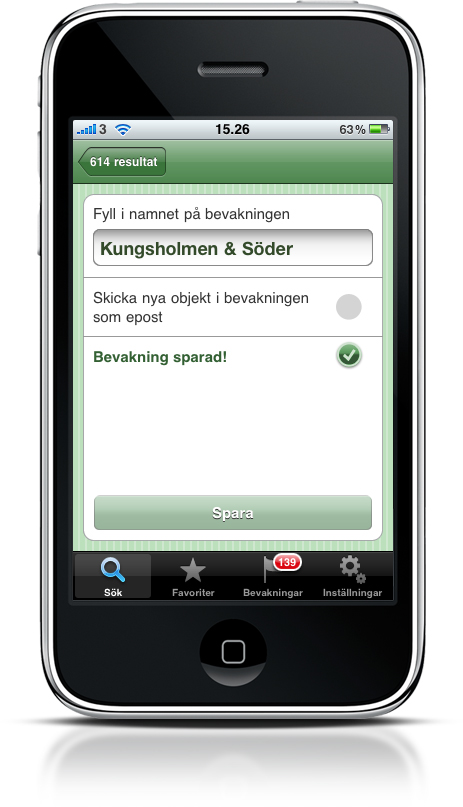 3 15.26 63%
614 resultat
Fyll i namnet på bevakningen
Kungsholmen & Söder
Skicka nya objekt i bevakningen
som epost
Bevakning sparad!
Spara
139
Sök Favoriter Bevakningar Inställningar